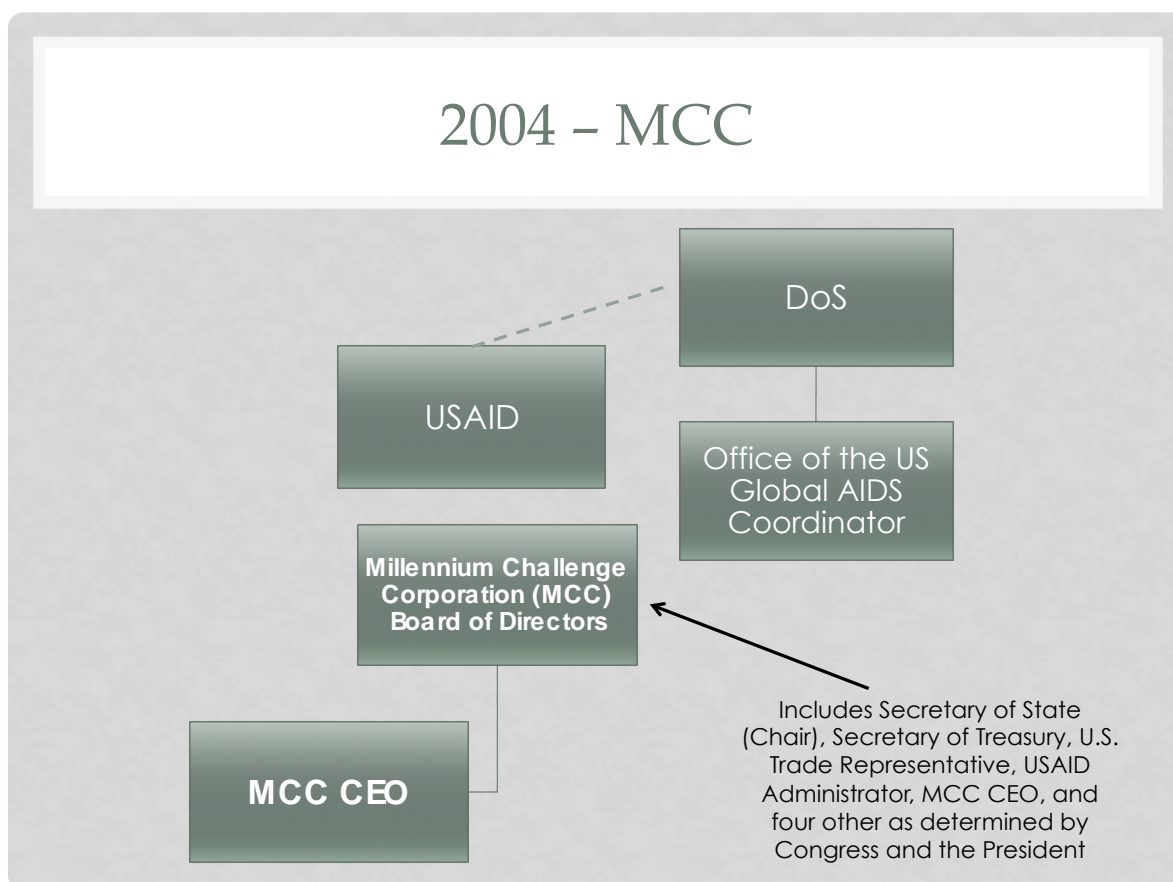 2004 – MCC
DoS
USAID
Office of the US
Global AIDS
Coordinator
Millennium Challenge
Corporation (MCC)
Board of Directors
MCC CEO
Includes Secretary of State
(Chair), Secretary of Treasury, U.S.
Trade Representative, USAID
Administrator, MCC CEO, and
four other as determined by
Congress and the President